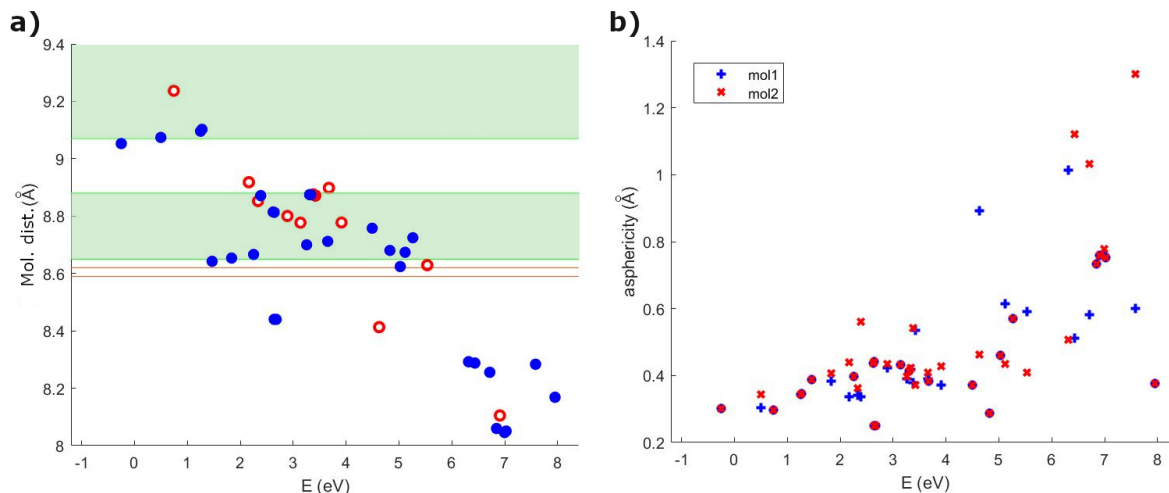 a)
9.4
9.2
9
8.8
8.6
8.4
8.2
8
Mol. dist.(Å)
-1 0 1 2 3 4 5 6 7 8
E (eV)
b)
1.4
1.2
1
0.8
0.6
0.4
0.2
asphericity Å
mol1
mol2
-1 0 1 2 3 4 5 6 7 8
E (eV)